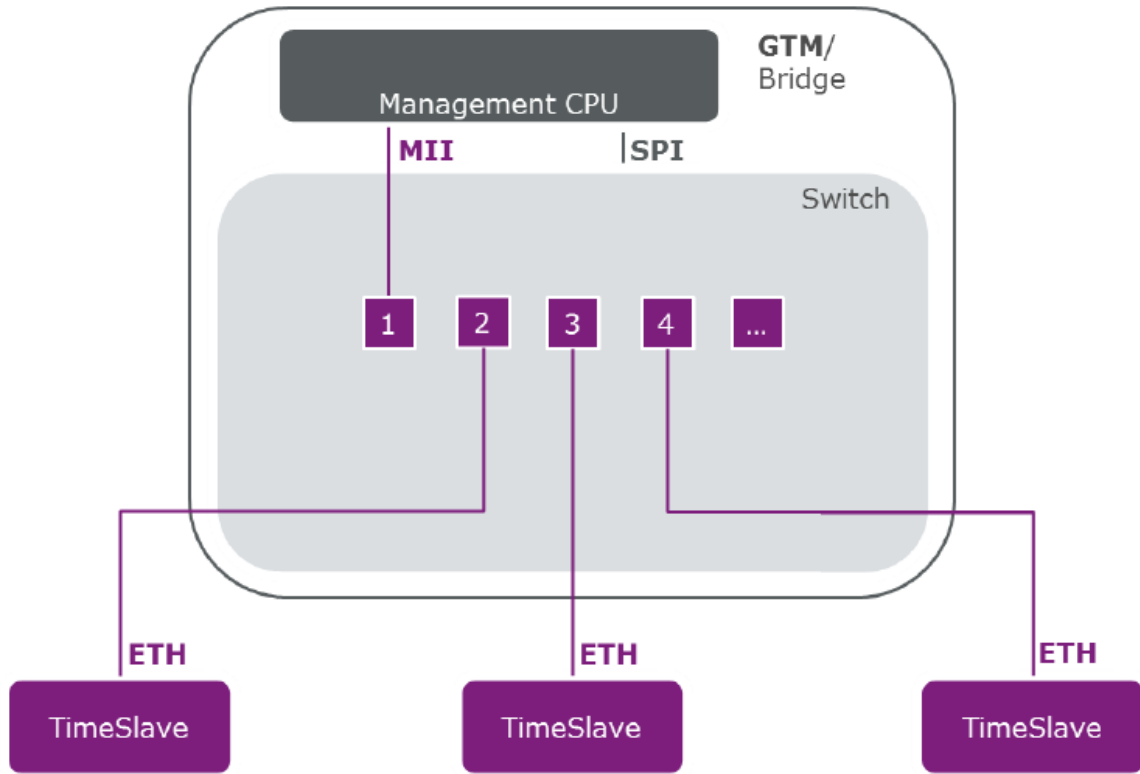 GTM/
Bridge
Management CPU
MII
SPI
Switch
1
2
3
4
...
ETH
ETH
ETH
TimeSlave
TimeSlave
TimeSlave